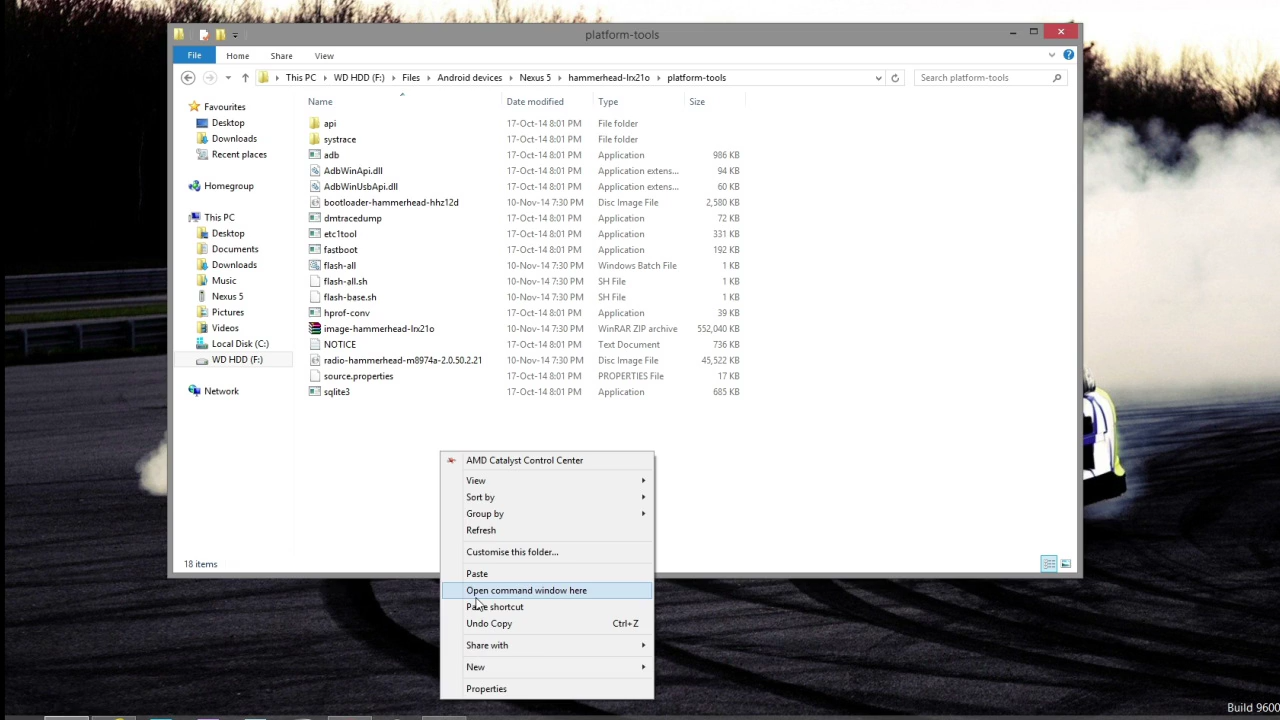 platform-tools
File Home Share View
This PC WD HDD (F:) Files Android devices Nexus 5 hammerhead-lrx21o platform-tools Search platform-tools
Name Date modified Type Size
Favourites
Desktop
Downloads
Recent places
Homegroup
This PC
Desktop
Documents
Downloads
Music
Nexus 5
Pictures
Videos
Local Disk (C:)
WD HDD (F:)
Network
api 17-Oct-14 8:01 PM File folder
systrace 17-Oct-14 8:01 PM File folder
adb 17-Oct-14 8:01 PM Application 986 KB
AdbWinApi.dll 17-Oct-14 8:01 PM Application extens... 94 KB
AdbWinUsbApi.dll 17-Oct-14 8:01 PM Application extens... 60 KB
bootloader-hammerhead-hhz12d 10-Nov-14 7:30 PM Disc Image File 2,580 KB
dmtracedump 17-Oct-14 8:01 PM Application 72 KB
etc1tool 17-Oct-14 8:01 PM Application 331 KB
fastboot 17-Oct-14 8:01 PM Application 192 KB
flash-all 10-Nov-14 7:30 PM Windows Batch File 1 KB
flash-all.sh 10-Nov-14 7:30 PM SH File 1 KB
flash-base.sh 10-Nov-14 7:30 PM SH File 1 KB
hprof-conv 17-Oct-14 8:01 PM Application 39 KB
image-hammerhead-lrx21o 10-Nov-14 7:30 PM WinRAR ZIP archive 552,040 KB
NOTICE 17-Oct-14 8:01 PM Text Document 736 KB
radio-hammerhead-m8974a-2.0.50.2.21 10-Nov-14 7:30 PM Disc Image File 45,522 KB
source.properties 17-Oct-14 8:01 PM PROPERTIES File 17 KB
sqlite3 17-Oct-14 8:01 PM Application 685 KB
AMD Catalyst Control Center
View
Sort by
Group by
Refresh
Customise this folder...
Paste
Open command window here
Paste shortcut
Undo Copy Ctrl+Z
Share with
New
Properties
18 items
Build 9600